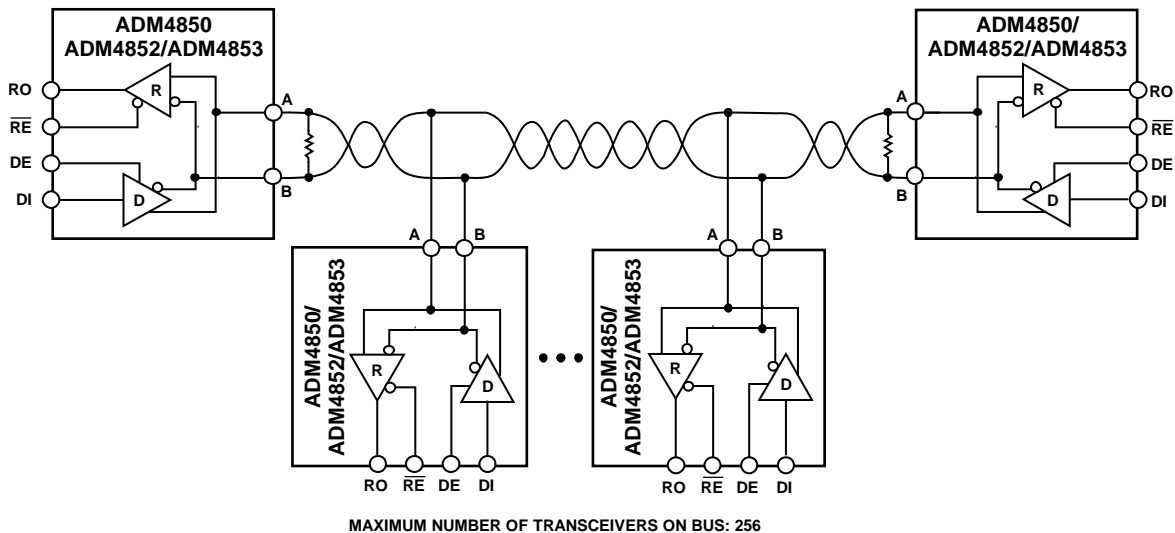 ADM4850
ADM4852/ADM4853
RO
RE
DE
DI
R
D
A
B
ADM4850/
ADM4852/ADM4853
A
B
R
D
RO
RE
DE
DI
ADM4850/
ADM4852/ADM4853
A
B
R
D
RO
RE
DE
DI
ADM4850/
ADM4852/ADM4853
A
B
R
D
RO
RE
DE
DI
MAXIMUM NUMBER OF TRANSCEIVERS ON BUS: 256